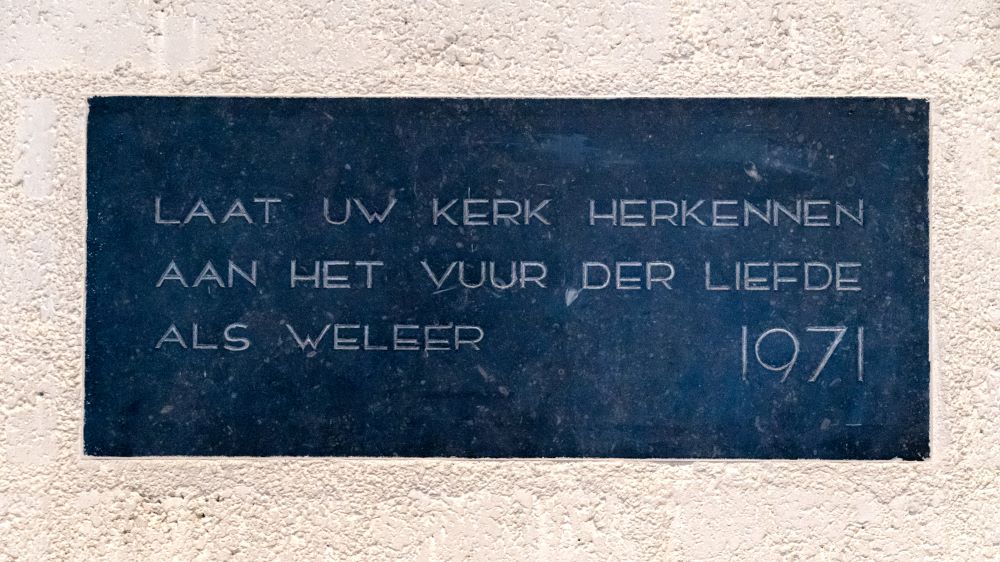 LAAT UW KERK HERKENNEN
AAN HET VUUR DER LIEFDE
ALS WELEER 1971